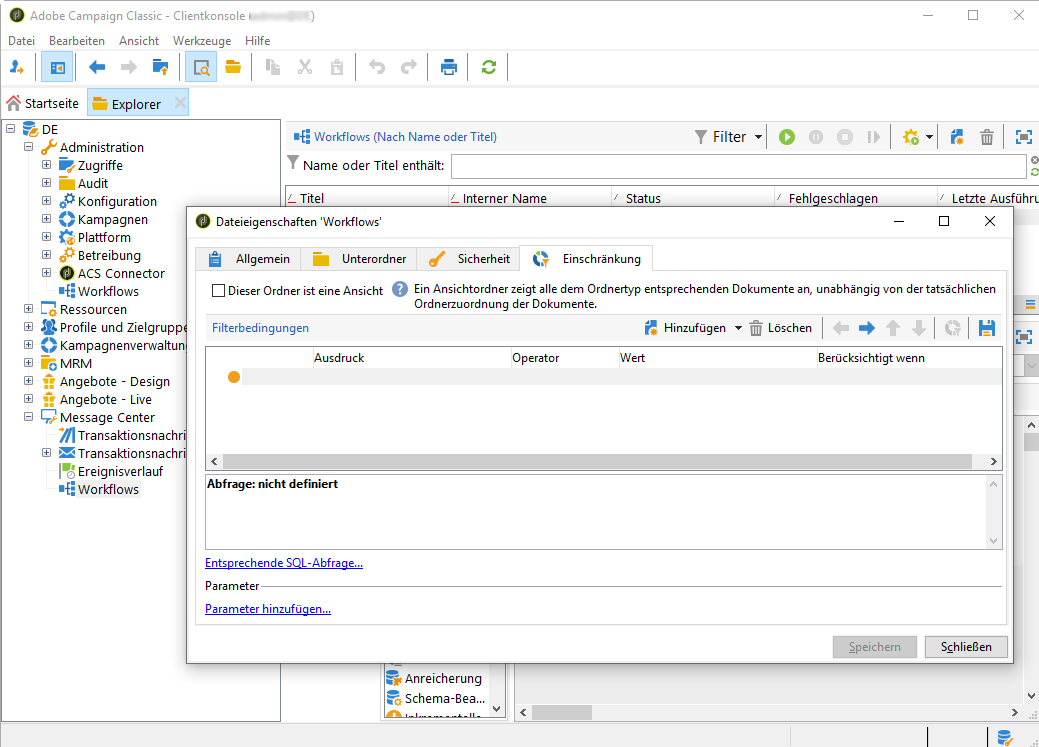 Adobe Campaign Classic - Clientkonsole
Datei Bearbeiten Ansicht Werkzeuge Hilfe
Startseite Explorer
DE
Administration
Zugriffe
Audit
Konfiguration
Kampagnen
Plattform
Betreibung
ACS Connector
Workflows
Ressourcen
Profile und Zielgruppe
Kampagnenverwaltun
MRM
Angebote - Design
Angebote - Live
Message Center
Transaktionsnachri
Transaktionsnachri
Ereignisverlauf
Workflows
Workflows (Nach Name oder Titel) Filter
Name oder Titel enthält:
Titel Interner Name Status Fehlgeschlagen Letzte Ausführu
Dateieigenschaften 'Workflows'
Allgemein Unterordner Sicherheit Einschränkung
Dieser Ordner ist eine Ansicht
Ein Ansichtordner zeigt alle dem Ordnertyp entsprechenden Dokumente an, unabhängig von der tatsächlichen
Ordnerzuordnung der Dokumente.
Filterbedingungen Hinzufügen Löschen
Ausdruck Operator Wert Berücksichtigt wenn
Abfrage: nicht definiert
Entsprechende SQL-Abfrage...
Parameter
Parameter hinzufügen...
Speichern Schließen
Anreicherung
Schema-Bea...